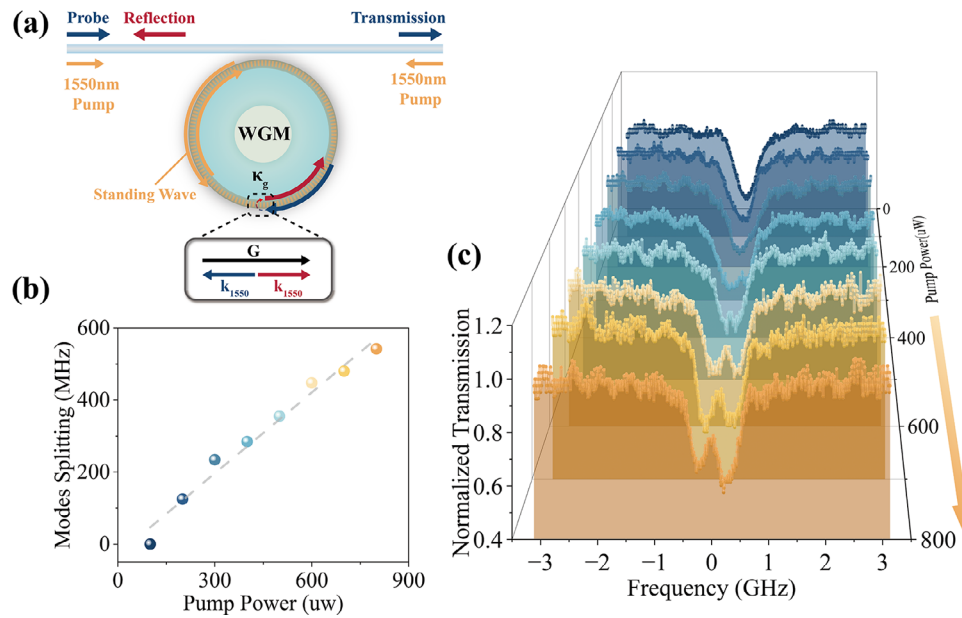 (a)
Probe Reflection Transmission
1550nm
Pump
1550nm
Pump
WGM
Standing Wave
κg
G
k1550 k1550
(b)
600
400
200
0
Modes Splitting (MHz)
0 300 600 900
Pump Power (uw)
(c)
1.2
1.0
0.8
0.6
0.4
Normalized Transmission
−3 −2 −1 0 1 2 3
Frequency (GHz)
0
200
400
600
800
Pump Power(uW)